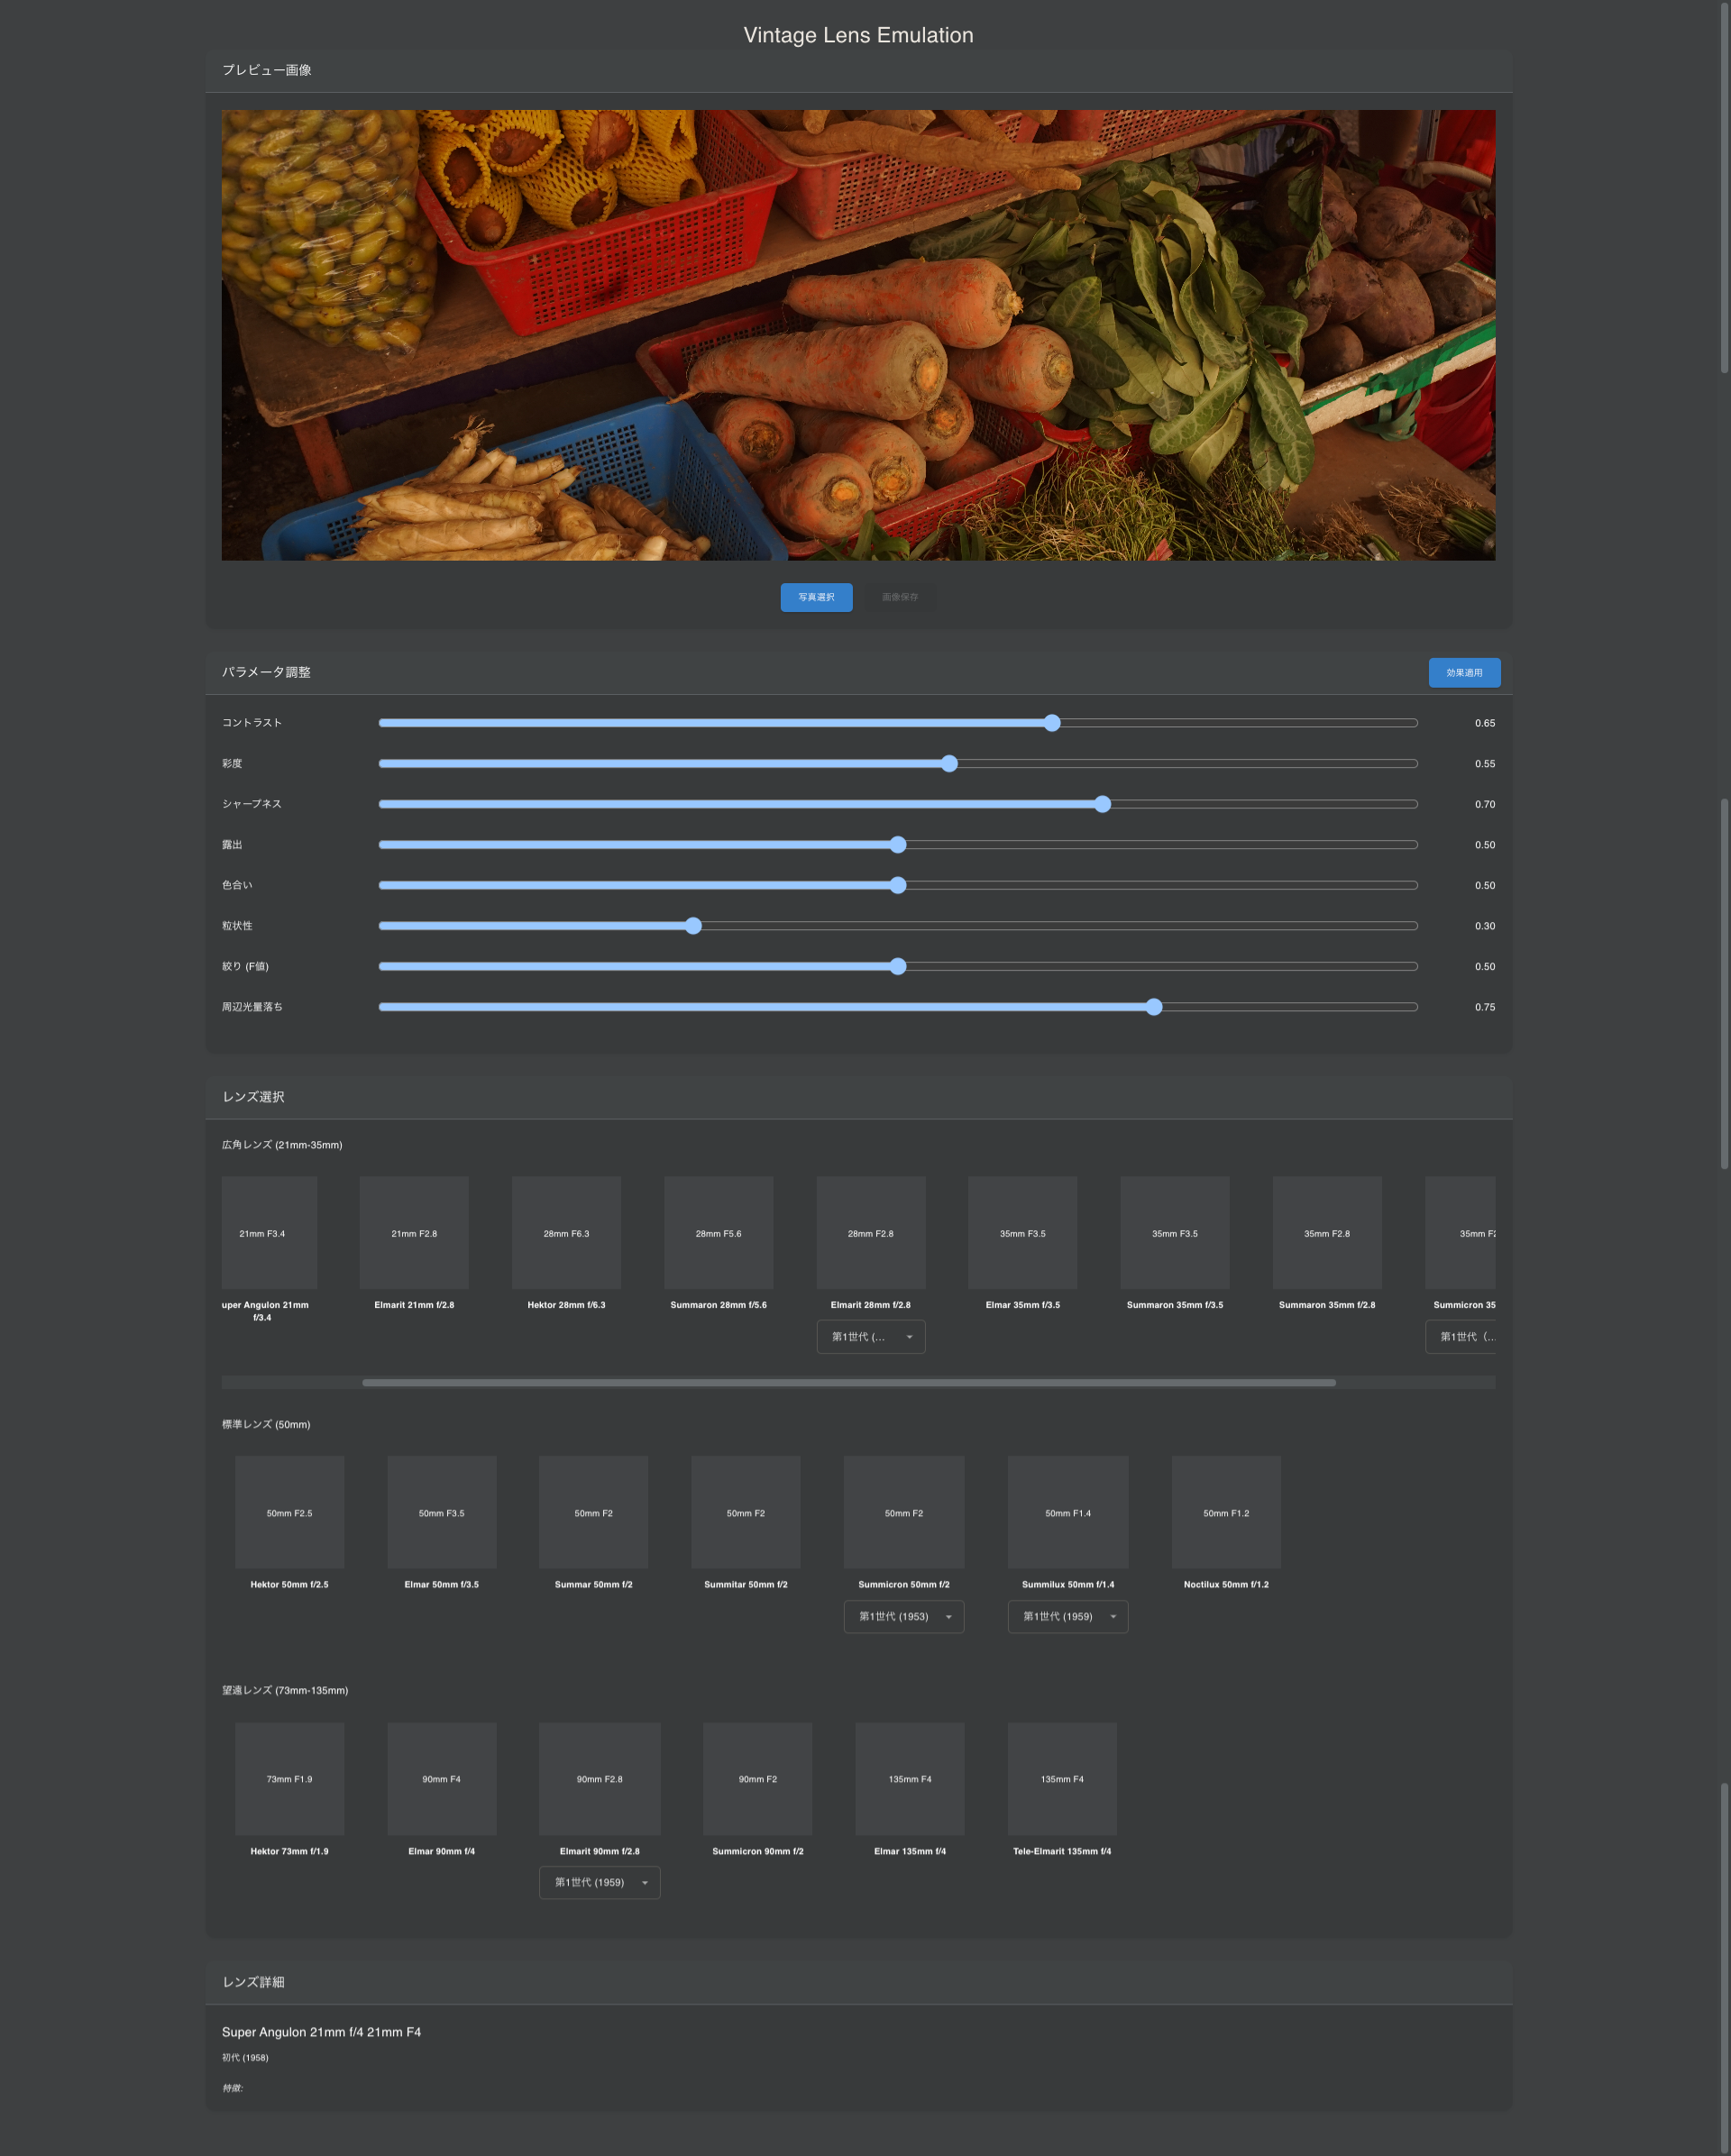 Vintage Lens Emulation
プレビュー画像
写真選択
画像保存
パラメータ調整
効果適用
コントラスト 0.65
彩度 0.55
シャープネス 0.70
露出 0.50
色合い 0.50
粒状性 0.30
絞り (F値) 0.50
周辺光量落ち 0.75
レンズ選択
広角レンズ (21mm-35mm)
21mm F3.4
21mm F2.8
28mm F6.3
28mm F5.6
28mm F2.8
35mm F3.5
35mm F3.5
35mm F2.8
35mm F2
uper Angulon 21mm
f/3.4
Elmarit 21mm f/2.8
Hektor 28mm f/6.3
Summaron 28mm f/5.6
Elmarit 28mm f/2.8
Elmar 35mm f/3.5
Summaron 35mm f/3.5
Summaron 35mm f/2.8
Summicron 35
第1世代 (...
第1世代（...
標準レンズ (50mm)
50mm F2.5
50mm F3.5
50mm F2
50mm F2
50mm F2
50mm F1.4
50mm F1.2
Hektor 50mm f/2.5
Elmar 50mm f/3.5
Summar 50mm f/2
Summitar 50mm f/2
Summicron 50mm f/2
Summilux 50mm f/1.4
Noctilux 50mm f/1.2
第1世代 (1953)
第1世代 (1959)
望遠レンズ (73mm-135mm)
73mm F1.9
90mm F4
90mm F2.8
90mm F2
135mm F4
135mm F4
Hektor 73mm f/1.9
Elmar 90mm f/4
Elmarit 90mm f/2.8
Summicron 90mm f/2
Elmar 135mm f/4
Tele-Elmarit 135mm f/4
第1世代 (1959)
レンズ詳細
Super Angulon 21mm f/4 21mm F4
初代 (1958)
特徴: